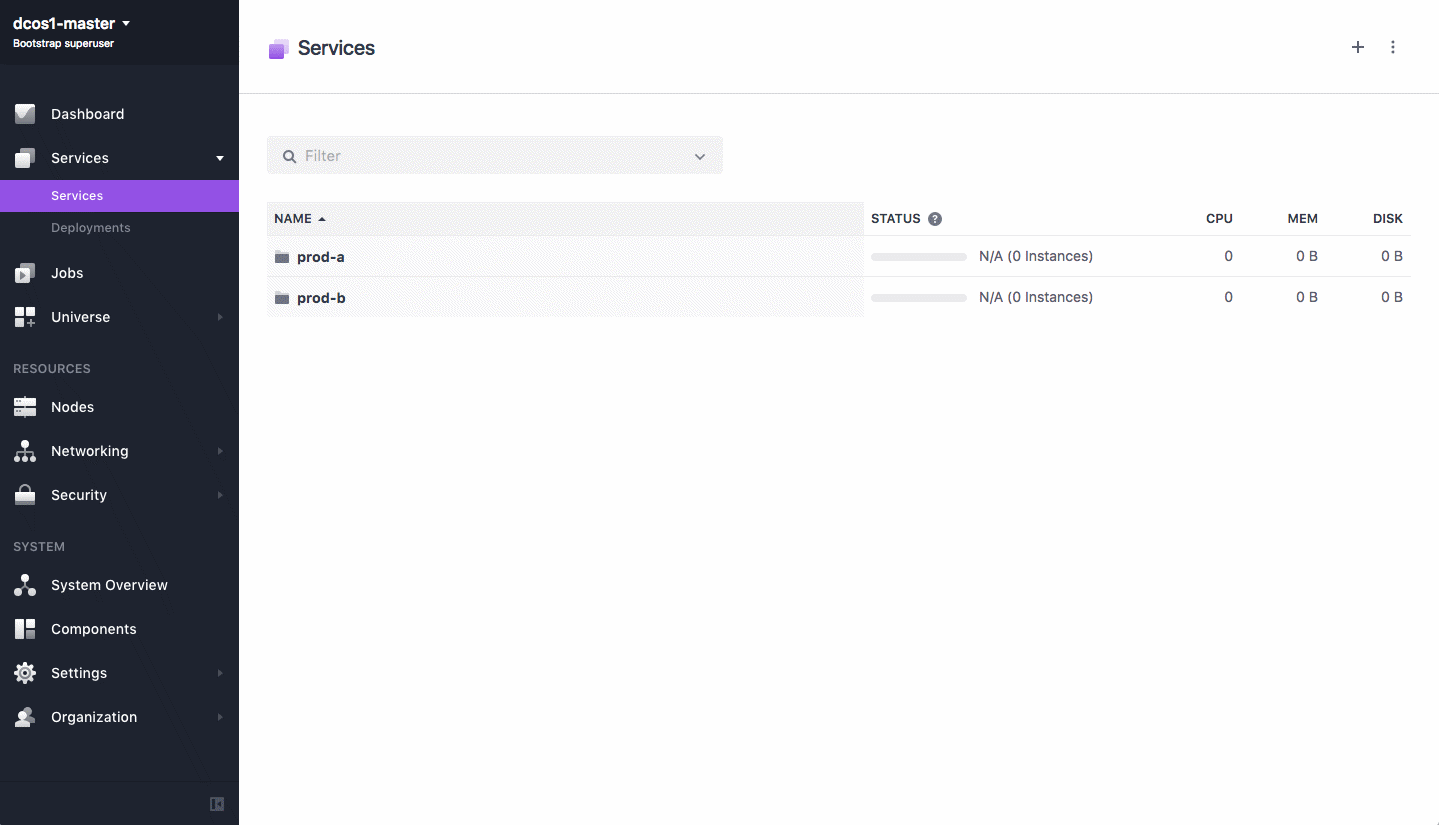 dcos1-master
Bootstrap superuser
Dashboard
Services
Services
Deployments
Jobs
Universe
RESOURCES
Nodes
Networking
Security
SYSTEM
System Overview
Components
Settings
Organization
Services
Filter
NAME STATUS ? CPU MEM DISK
prod-a N/A (0 Instances) 0 0 B 0 B
prod-b N/A (0 Instances) 0 0 B 0 B